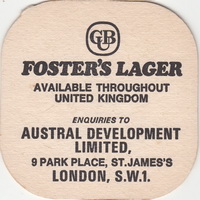 CUB
FOSTER'S LAGER
AVAILABLE THROUGHOUT
UNITED KINGDOM
ENQUIRIES TO
AUSTRAL DEVELOPMENT
LIMITED,
9 PARK PLACE, ST.JAMES'S
LONDON, S.W.1.